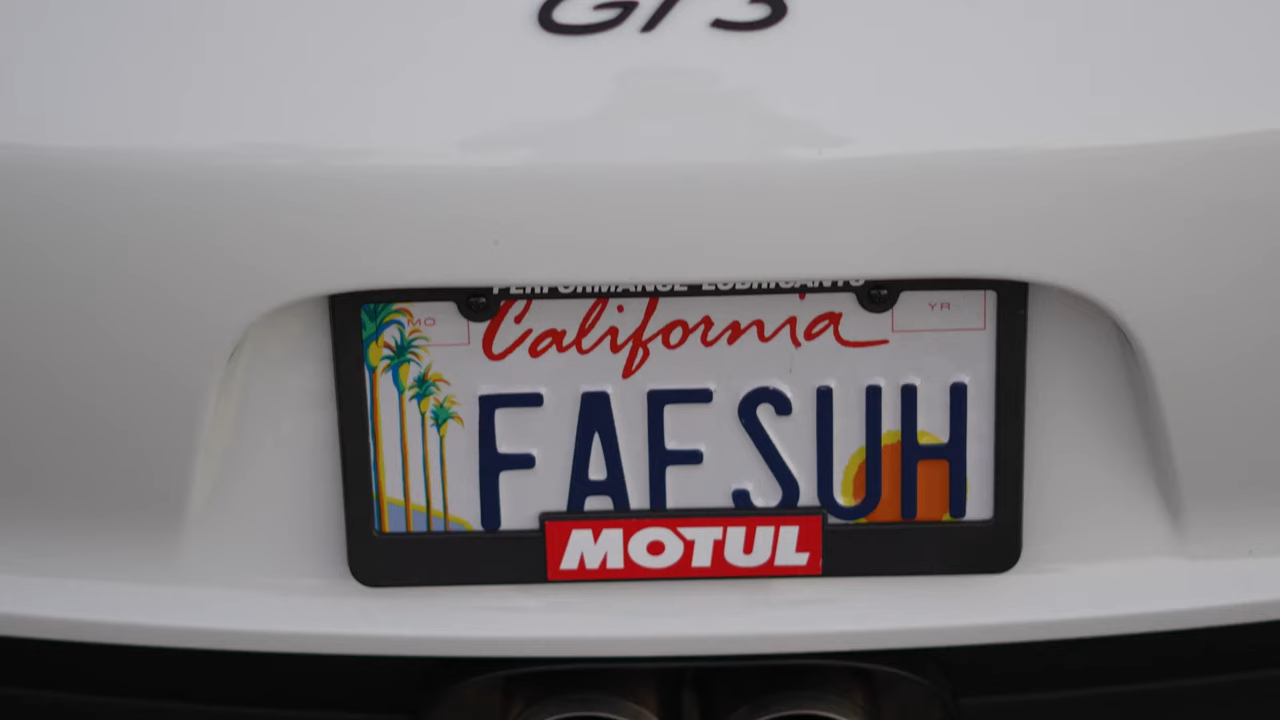 GT3
PERFORMANCE LUBRICANTS
MO
California
YR
FAFSUH
MOTUL